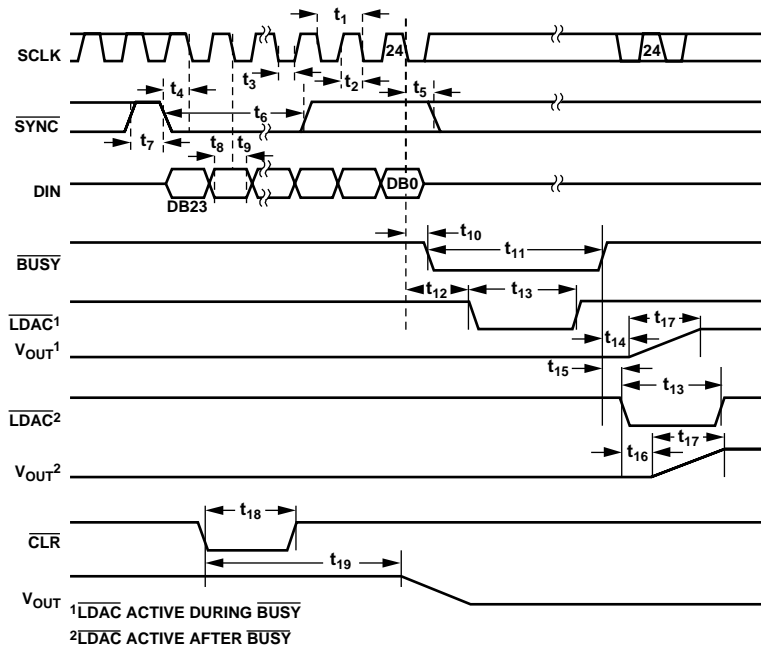 t1
SCLK
24
24
t4
t3
t2
t5
SYNC
t6
t7
t8
t9
DIN
DB23
DB0
t10
BUSY
t11
t12
t13
LDAC1
t17
VOUT1
t14
t15
t13
LDAC2
t17
VOUT2
t16
t18
CLR
t19
VOUT
1LDAC ACTIVE DURING BUSY
2LDAC ACTIVE AFTER BUSY